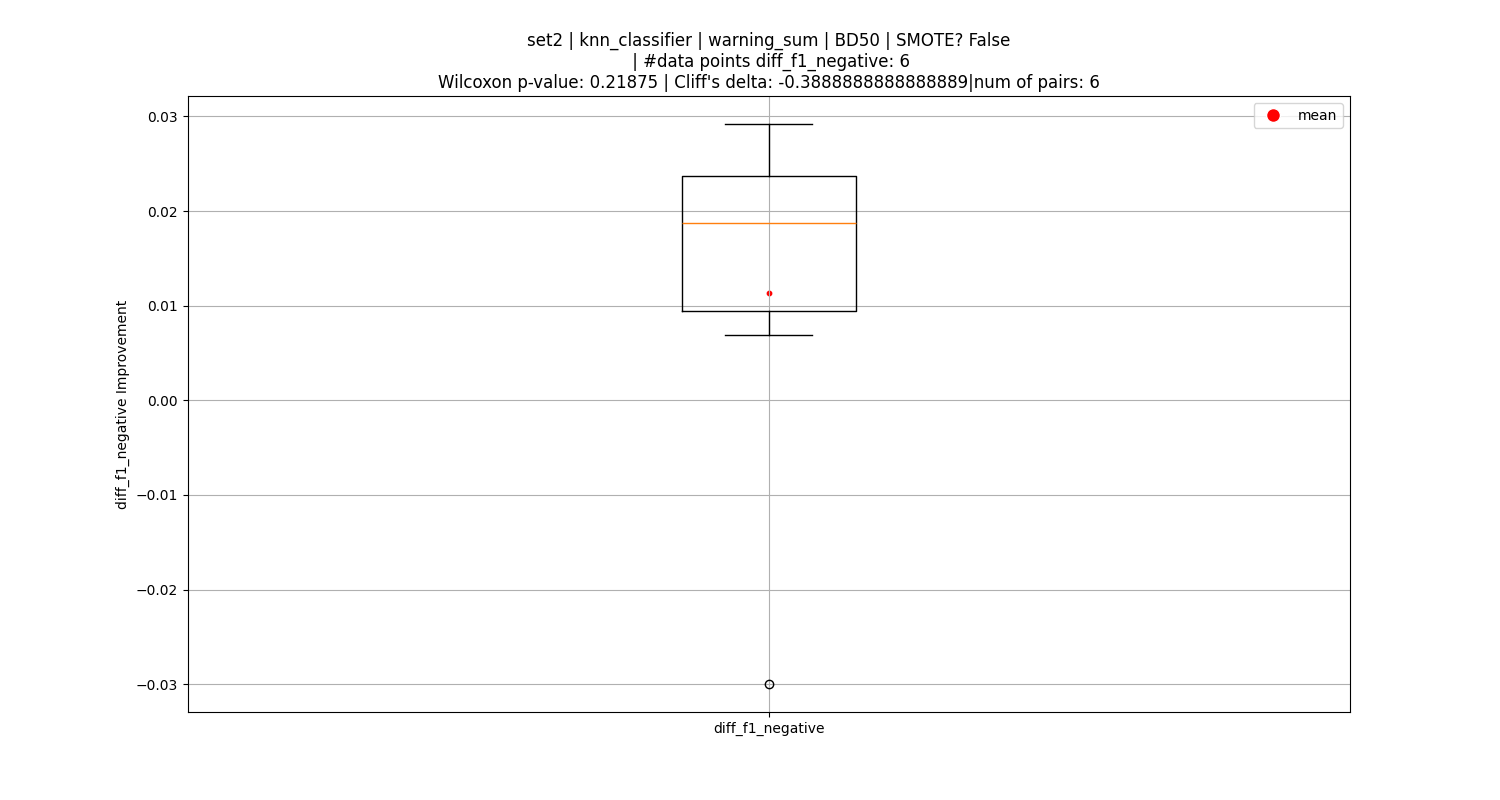 set2 | knn_classifier | warning_sum | BD50 | SMOTE? False
| #data points diff_f1_negative: 6
Wilcoxon p-value: 0.21875 | Cliff's delta: -0.3888888888888889|num of pairs: 6
mean
0.03
0.02
0.01
0.00
−0.01
−0.02
−0.03
diff_f1_negative Improvement
diff_f1_negative